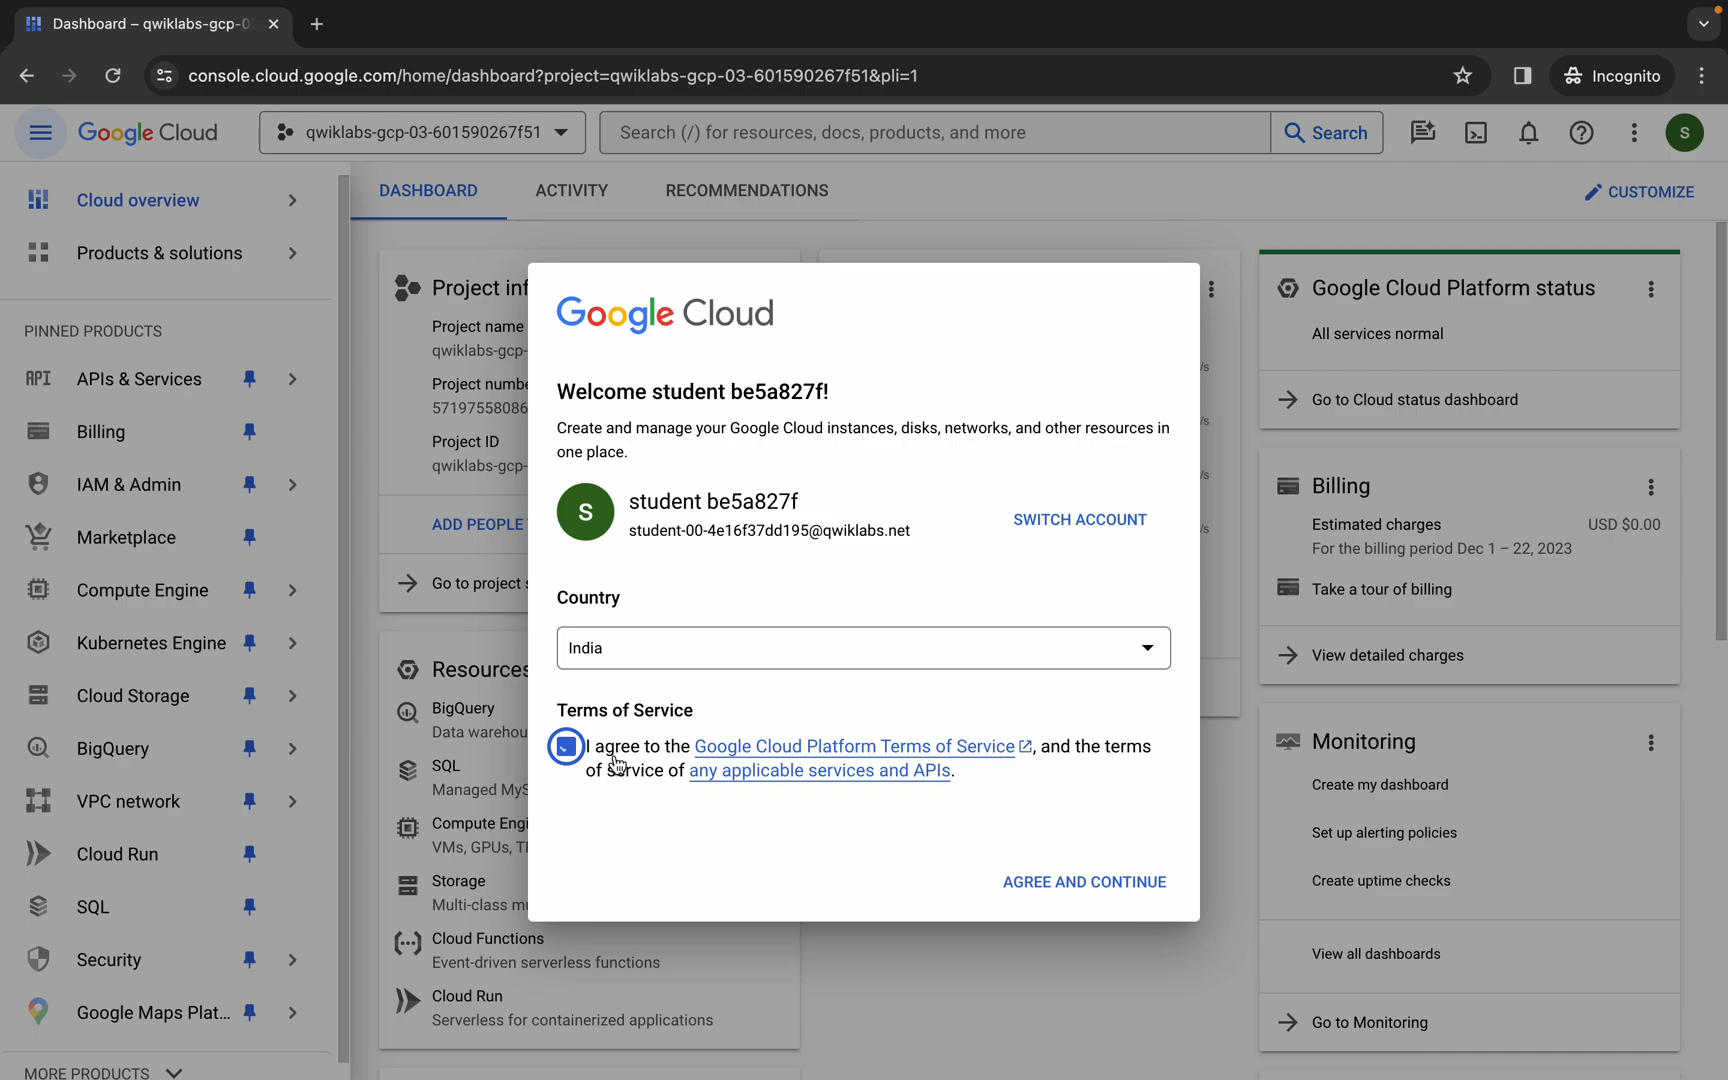 Dashboard – qwiklabs-gcp-0
console.cloud.google.com/home/dashboard?project=qwiklabs-gcp-03-601590267f51&pli=1
Incognito
Google Cloud
qwiklabs-gcp-03-601590267f51
Search (/) for resources, docs, products, and more
Search
S
Cloud overview
Products & solutions
PINNED PRODUCTS
API APIs & Services
Billing
IAM & Admin
Marketplace
Compute Engine
Kubernetes Engine
Cloud Storage
BigQuery
VPC network
Cloud Run
SQL
Security
Google Maps Plat...
MORE PRODUCTS
DASHBOARD
ACTIVITY
RECOMMENDATIONS
CUSTOMIZE
Project inf
Project name
qwiklabs-gcp-
Project numbe
57197558086
Project ID
qwiklabs-gcp-
ADD PEOPLE
Go to project s
Resources
BigQuery
Data warehou
SQL
Managed MyS
Compute Engi
VMs, GPUs, T
Storage
Multi-class mu
Cloud Functions
Event-driven serverless functions
Cloud Run
Serverless for containerized applications
Google Cloud
Welcome student be5a827f!
Create and manage your Google Cloud instances, disks, networks, and other resources in
one place.
S
student be5a827f
student-00-4e16f37dd195@qwiklabs.net
SWITCH ACCOUNT
Country
India
Terms of Service
I agree to the Google Cloud Platform Terms of Service, and the terms
of service of any applicable services and APIs.
AGREE AND CONTINUE
/s
/s
/s
/s
Google Cloud Platform status
All services normal
Go to Cloud status dashboard
Billing
Estimated charges USD $0.00
For the billing period Dec 1 – 22, 2023
Take a tour of billing
View detailed charges
Monitoring
Create my dashboard
Set up alerting policies
Create uptime checks
View all dashboards
Go to Monitoring